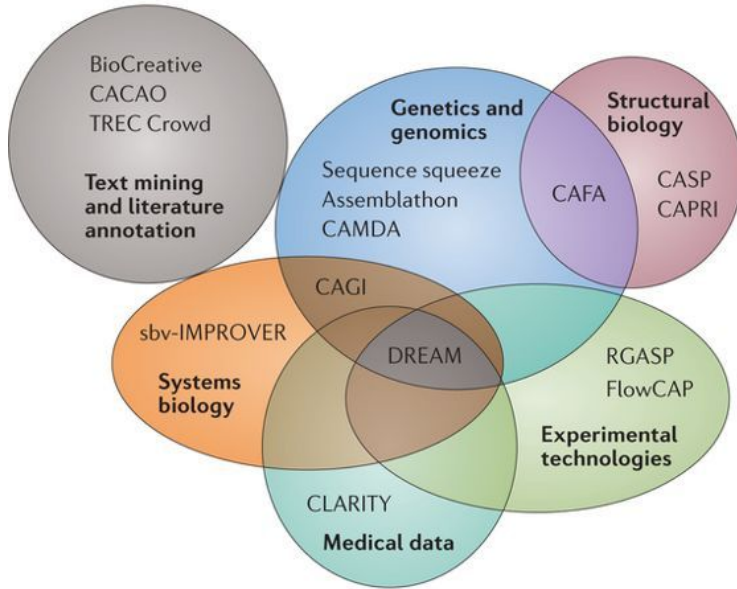 BioCreative
CACAO
TREC Crowd
Text mining
and literature
annotation
Genetics and
genomics
Sequence squeeze
Assemblathon
CAMDA
Structural
biology
CAFA
CASP
CAPRI
CAGI
sbv-IMPROVER
Systems
biology
DREAM
RGASP
FlowCAP
Experimental
technologies
CLARITY
Medical data